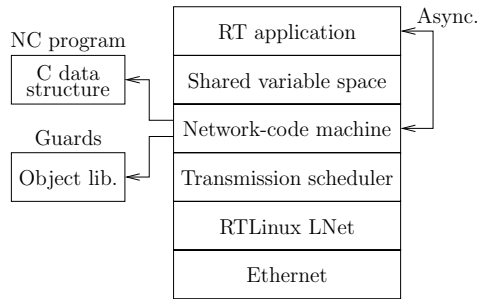 Async.
RT application
NC program
C data
structure
Shared variable space
Network-code machine
Guards
Object lib.
Transmission scheduler
RTLinux LNet
Ethernet